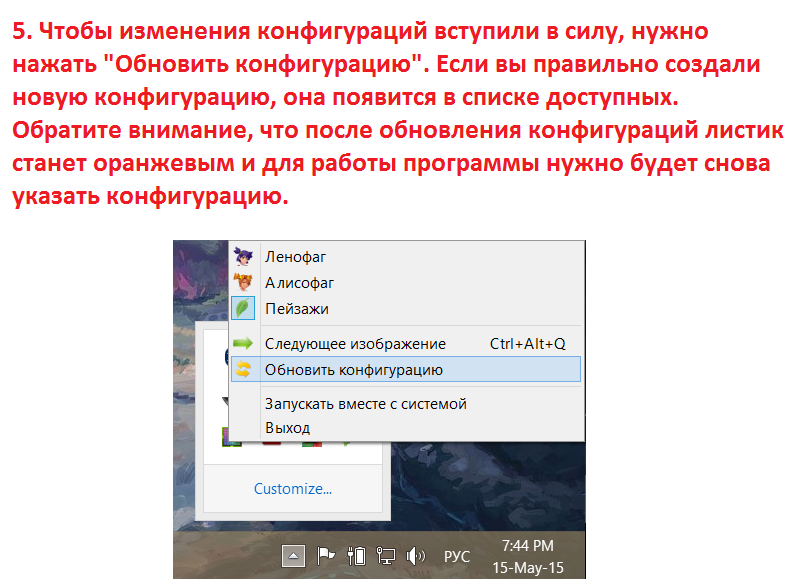 5. Чтобы изменения конфигураций вступили в силу, нужно
нажать "Обновить конфигурацию". Если вы правильно создали
новую конфигурацию, она появится в списке доступных.
Обратите внимание, что после обновления конфигураций листик
станет оранжевым и для работы программы нужно будет снова
указать конфигурацию.
Ленофаг
Алисофаг
Пейзажи
Следующее изображение Ctrl+Alt+Q
Обновить конфигурацию
Запускать вместе с системой
Выход
Customize...
РУС
7:44 PM
15-May-15